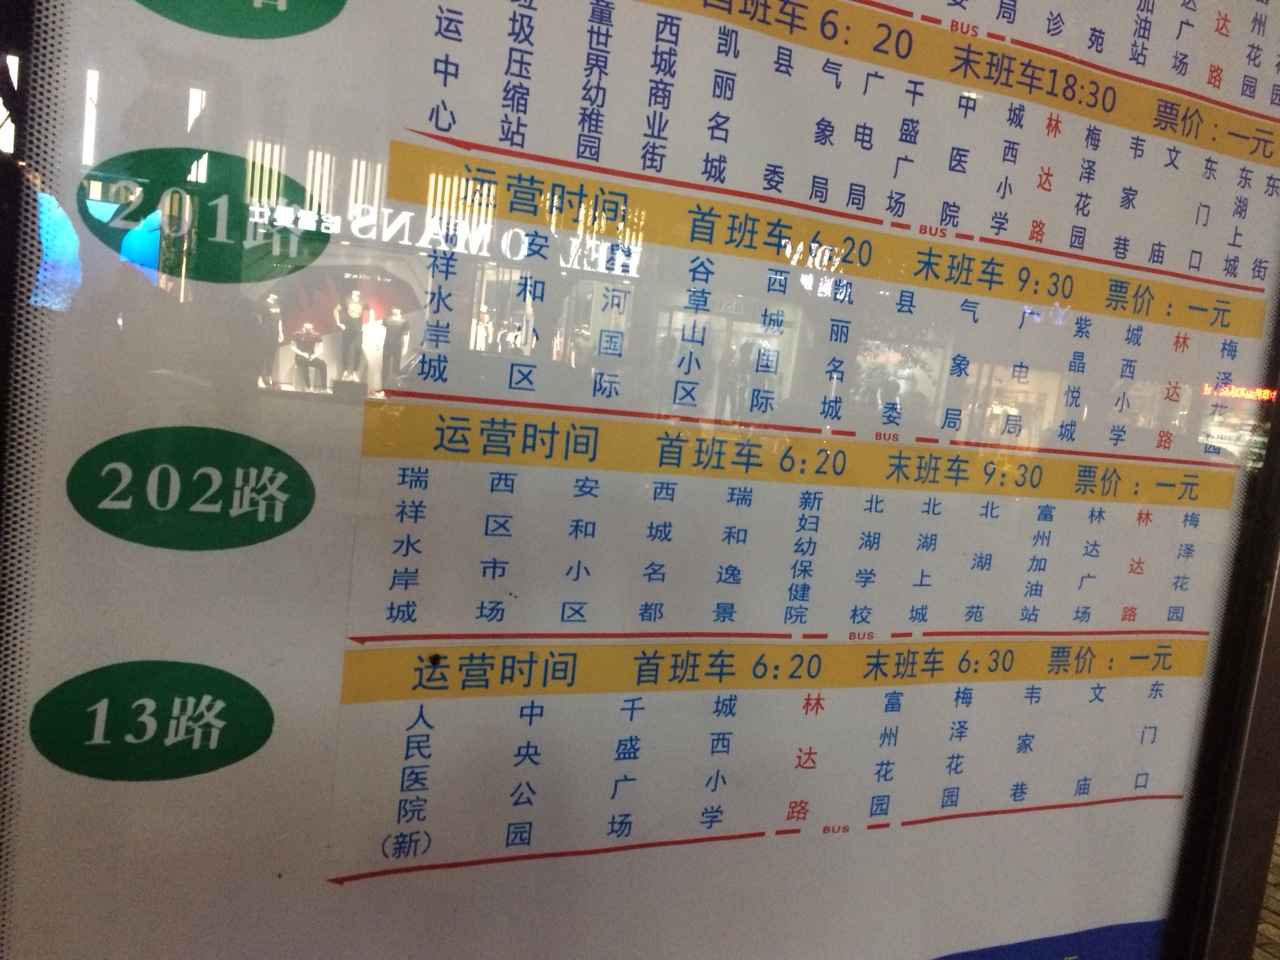 首班车 6：20 末班车18:30 票价：一元
运中心
圾压缩站
童世界幼稚园
西城商业街
凯丽名城
县委
气象局
广电局
千盛广场
中医院
城西小学
林达路
梅泽花园
韦家巷
文庙
东门口
东湖上城
BUS
201路
运营时间 首班车 6:20 末班车 9:30 票价：一元
祥水岸城
安和小区
河国际
谷草山小区
西城国际
凯丽名城
县委
气象局
广电局
紫晶悦城
城西小学
林达路
梅泽花园
BUS
202路
运营时间 首班车 6:20 末班车 9:30 票价：一元
瑞祥水岸城
西区市场
安和小区
西城名都
瑞和逸景
新妇幼保健院
北湖学校
北湖上城
北湖苑
富州加油站
林达广场
林达路
梅泽花园
BUS
13路
运营时间 首班车 6:20 末班车 6:30 票价：一元
人民医院（新）
中央公园
千盛广场
城西小学
林达路
富州花园
梅泽花园
韦家巷
文庙
东门口
BUS